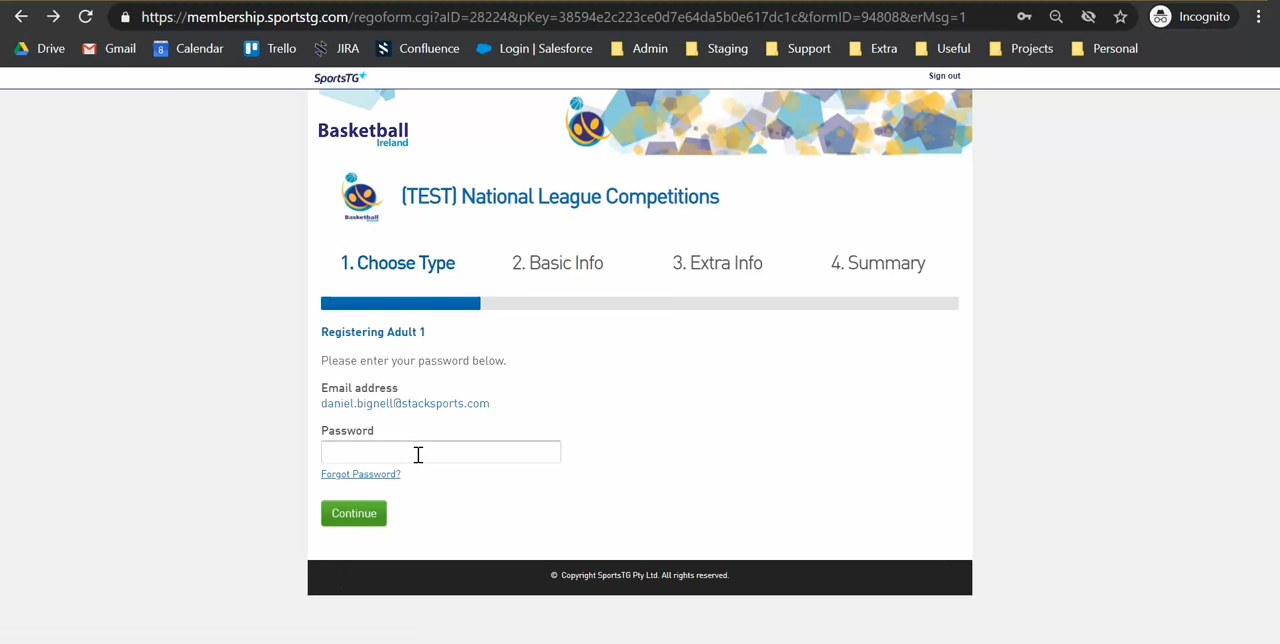 https://membership.sportstg.com/regoform.cgi?aID=28224&pKey=38594e2c223ce0d7e64da5b0e617dc1c&formID=94808&erMsg=1
Incognito
Drive
Gmail
8 Calendar
Trello
JIRA
Confluence
Login | Salesforce
Admin
Staging
Support
Extra
Useful
Projects
Personal
SportsTG
Sign out
Basketball
Ireland
Basketball
(TEST) National League Competitions
1. Choose Type
2. Basic Info
3. Extra Info
4. Summary
Registering Adult 1
Please enter your password below.
Email address
daniel.bignell@stacksports.com
Password
Forgot Password?
Continue
© Copyright SportsTG Pty Ltd. All rights reserved.